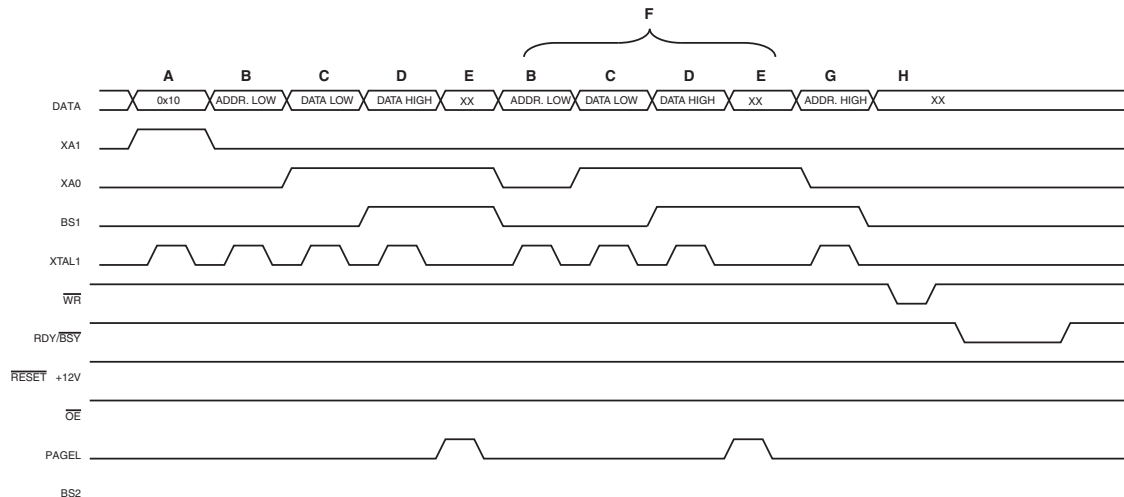 F
A B C D E B C D E G H
DATA 0x10 ADDR. LOW DATA LOW DATA HIGH XX ADDR. LOW DATA LOW DATA HIGH XX ADDR. HIGH XX
XA1
XA0
BS1
XTAL1
WR
RDY/BSY
RESET +12V
OE
PAGEL
BS2